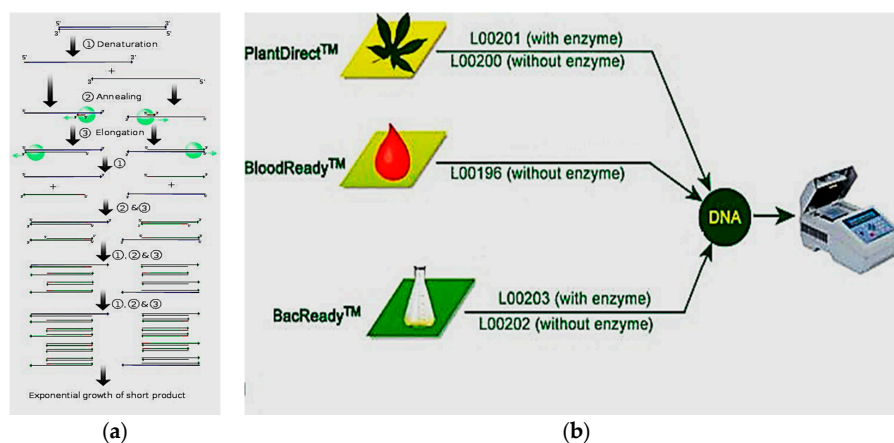 3' 5'
5' 3'
① Denaturation
5' 3'
+
3' 5'
② Annealing
③ Elongation
①
+ +
② & ③
①, ② & ③
①, ② & ③
Exponential growth of short product
(a)
PlantDirect™
L00201 (with enzyme)
L00200 (without enzyme)
BloodReady™
L00196 (without enzyme)
DNA
BacReady™
L00203 (with enzyme)
L00202 (without enzyme)
(b)